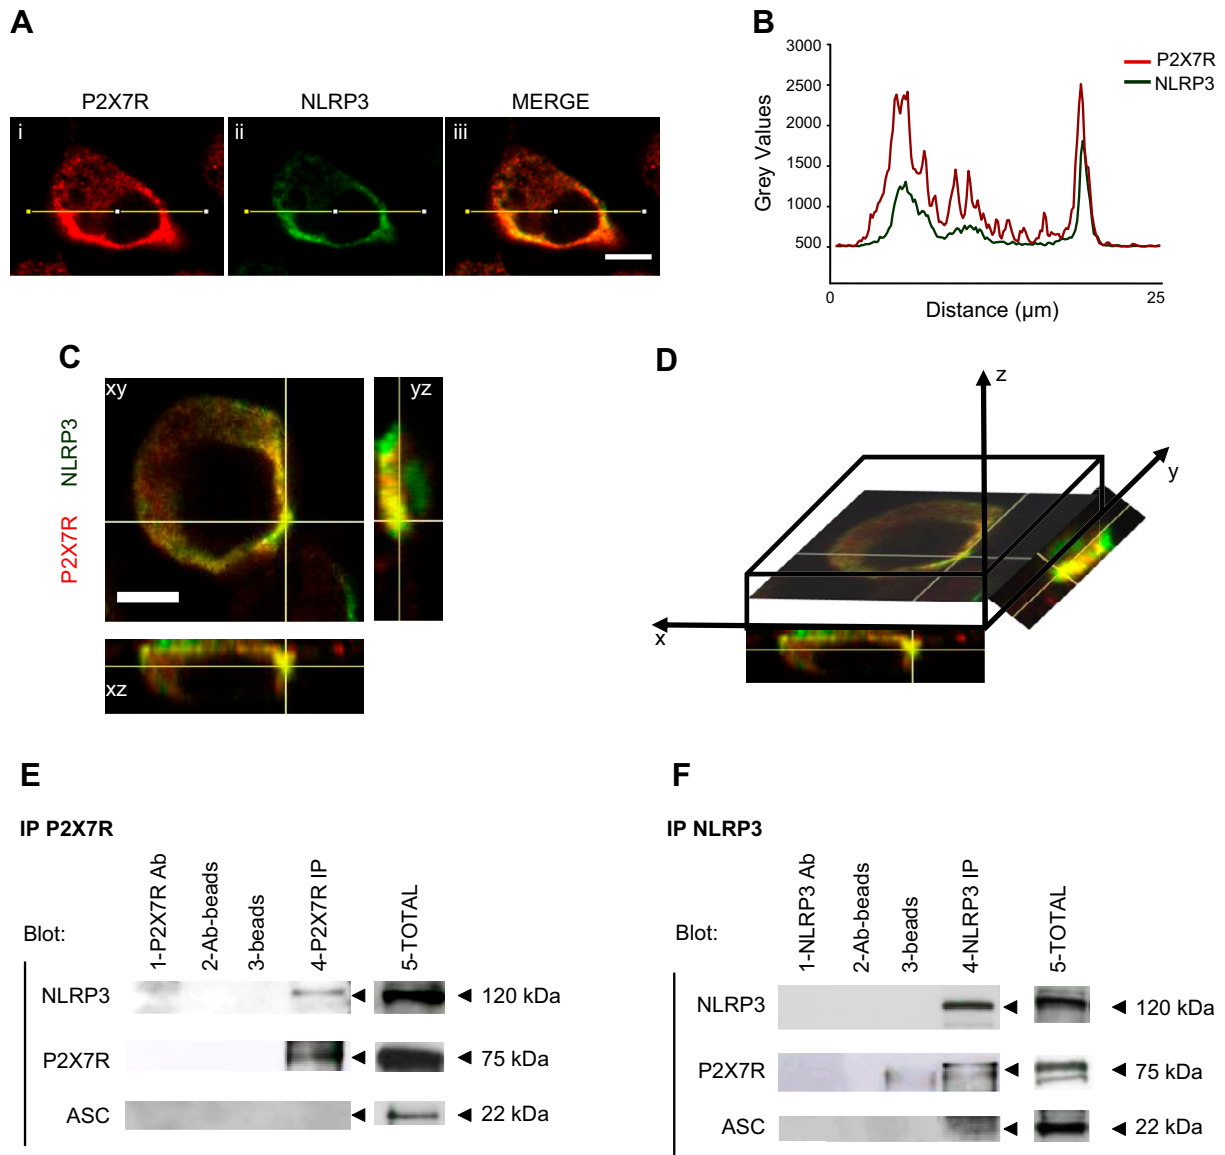 A
P2X7R
NLRP3
MERGE
i
ii
iii
B
3000
2500
2000
1500
1000
500
Grey Values
0
25
Distance (µm)
P2X7R
NLRP3
C
xy
yz
xz
P2X7R NLRP3
D
z
y
x
E
IP P2X7R
Blot:
1-P2X7R Ab
2-Ab-beads
3-beads
4-P2X7R IP
5-TOTAL
NLRP3
120 kDa
P2X7R
75 kDa
ASC
22 kDa
F
IP NLRP3
Blot:
1-NLRP3 Ab
2-Ab-beads
3-beads
4-NLRP3 IP
5-TOTAL
NLRP3
120 kDa
P2X7R
75 kDa
ASC
22 kDa